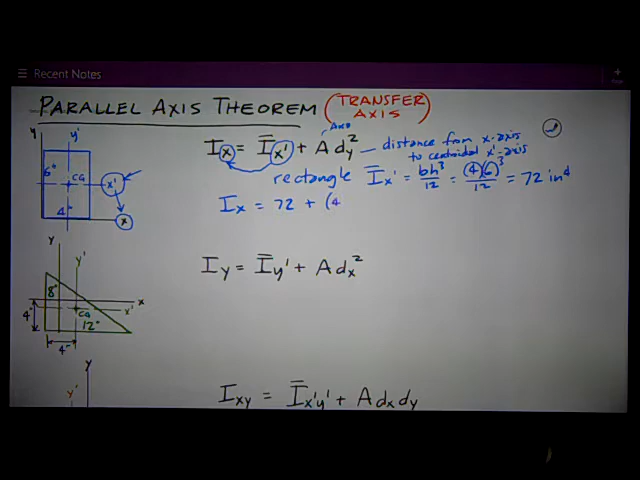 Recent Notes
PARALLEL AXIS THEOREM (TRANSFER AXIS)
Area
Ix = Īx' + A dy² — distance from x-axis to centroidal x'-axis
rectangle Īx' = bh³/12 = (4)(6)³/12 = 72 in⁴
Ix = 72 + (4
y
y'
6"
CG
x'
4"
x
Iy = Īy' + A dx²
y
y'
8"
x
x'
4"
CG
12"
4"
y
y'
Ixy = Īx'y' + A dx dy